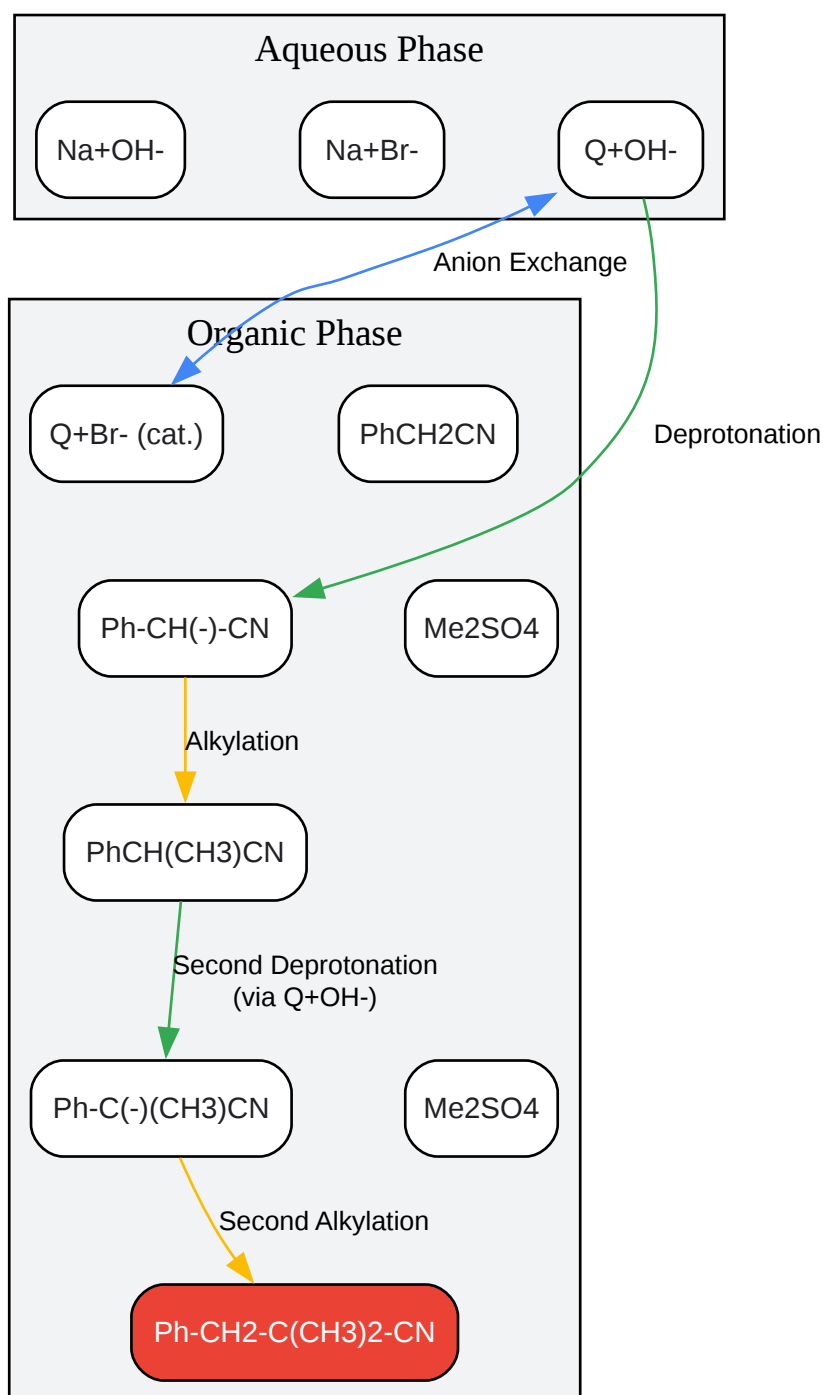 Aqueous Phase
Na+OH-
Na+Br-
Q+OH-
Anion Exchange
Organic Phase
Q+Br- (cat.)
PhCH2CN
Deprotonation
Ph-CH(-)-CN
Me2SO4
Alkylation
PhCH(CH3)CN
Second Deprotonation
(via Q+OH-)
Ph-C(-)(CH3)CN
Me2SO4
Second Alkylation
Ph-CH2-C(CH3)2-CN